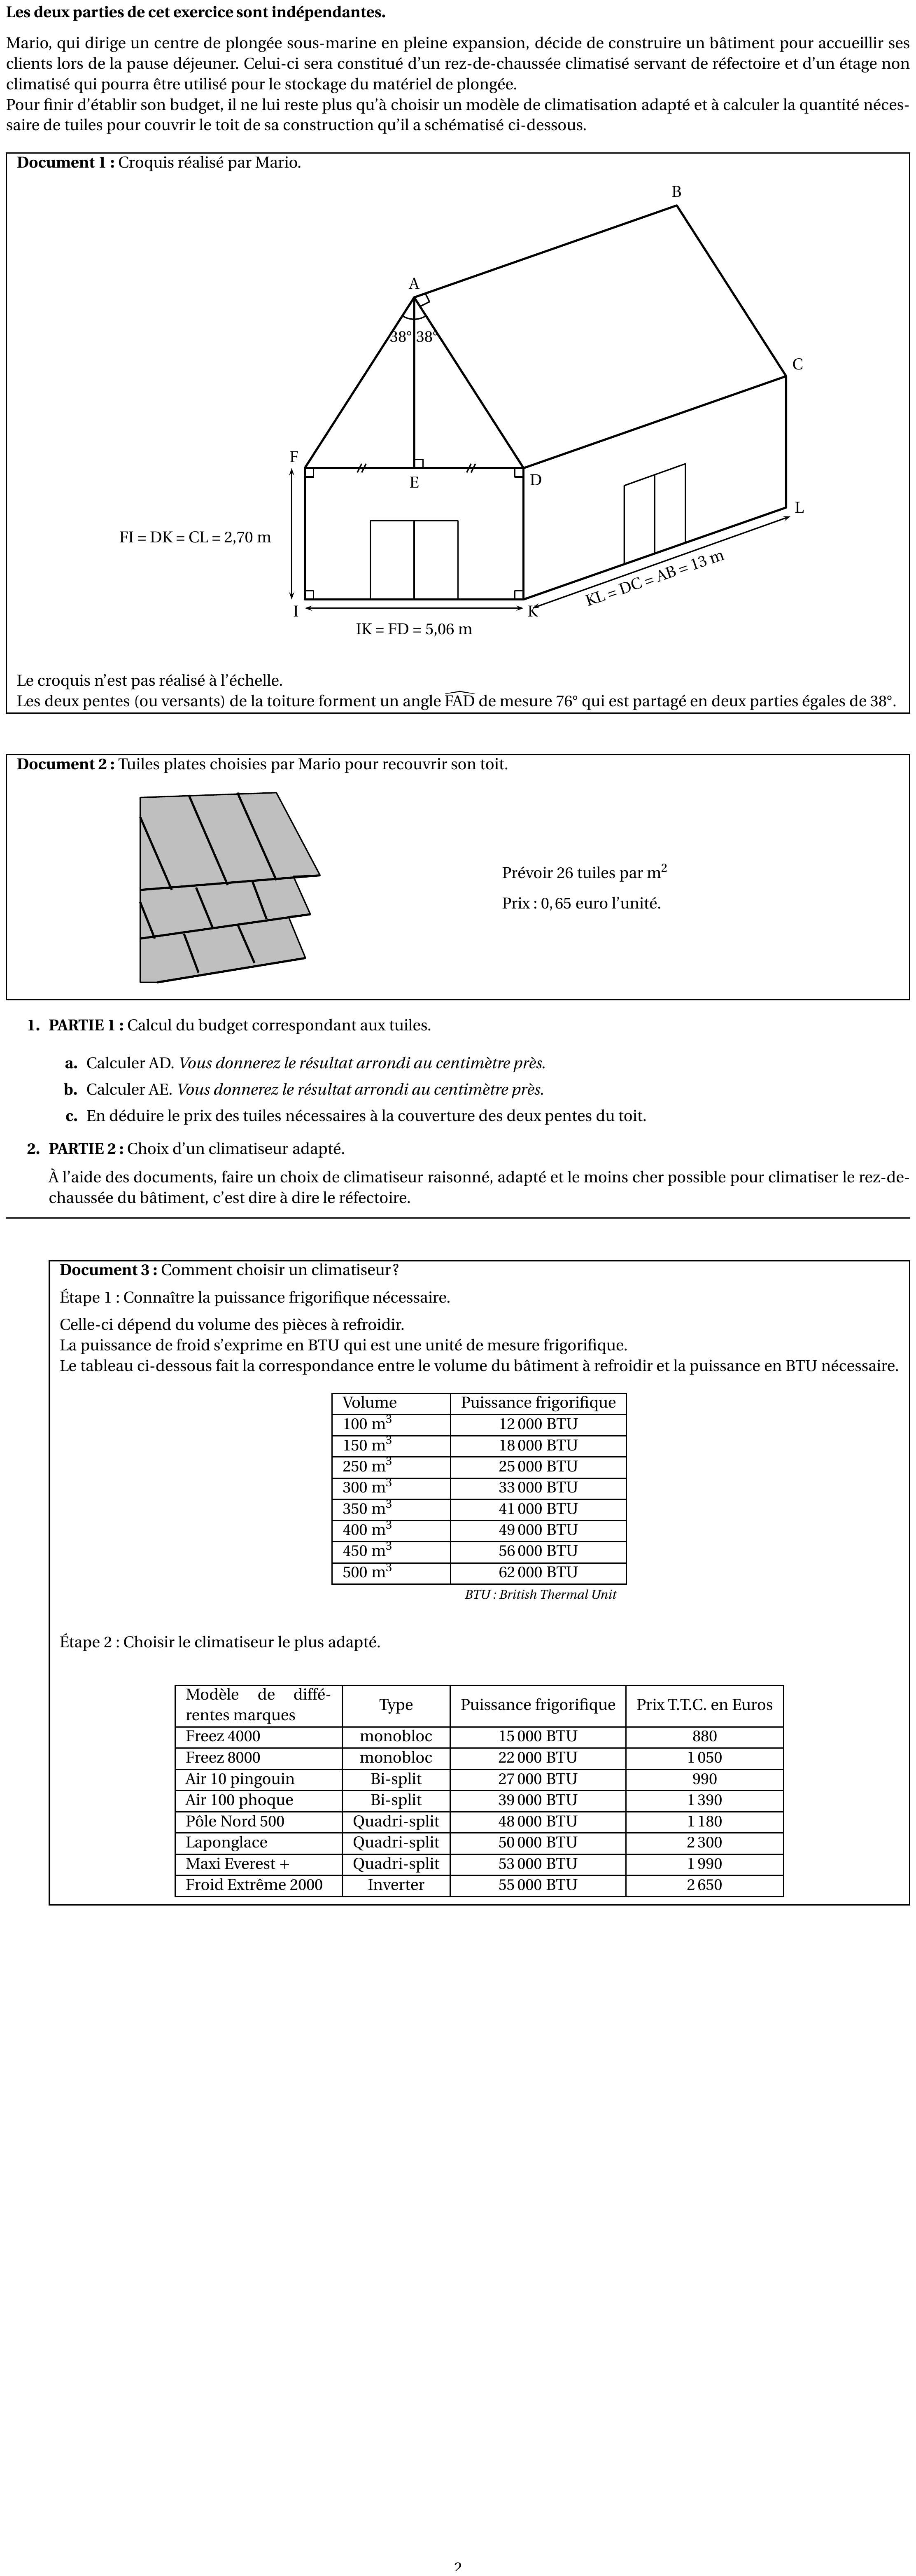 Les deux parties de cet exercice sont indépendantes.
Mario, qui dirige un centre de plongée sous-marine en pleine expansion, décide de construire un bâtiment pour accueillir ses
clients lors de la pause déjeuner. Celui-ci sera constitué d'un rez-de-chaussée climatisé servant de réfectoire et d'un étage non
climatisé qui pourra être utilisé pour le stockage du matériel de plongée.
Pour finir d'établir son budget, il ne lui reste plus qu'à choisir un modèle de climatisation adapté et à calculer la quantité néces-
saire de tuiles pour couvrir le toit de sa construction qu'il a schématisé ci-dessous.
Document 1 : Croquis réalisé par Mario.
B
A
38° 38°
C
F
E
D
FI = DK = CL = 2,70 m
L
KL = DC = AB = 13 m
I
K
IK = FD = 5,06 m
Le croquis n'est pas réalisé à l'échelle.
Les deux pentes (ou versants) de la toiture forment un angle FAD de mesure 76° qui est partagé en deux parties égales de 38°.
Document 2 : Tuiles plates choisies par Mario pour recouvrir son toit.
Prévoir 26 tuiles par m²
Prix : 0,65 euro l'unité.
1. PARTIE 1 : Calcul du budget correspondant aux tuiles.
a. Calculer AD. Vous donnerez le résultat arrondi au centimètre près.
b. Calculer AE. Vous donnerez le résultat arrondi au centimètre près.
c. En déduire le prix des tuiles nécessaires à la couverture des deux pentes du toit.
2. PARTIE 2 : Choix d'un climatiseur adapté.
À l'aide des documents, faire un choix de climatiseur raisonné, adapté et le moins cher possible pour climatiser le rez-de-
chaussée du bâtiment, c'est dire à dire le réfectoire.
Document 3 : Comment choisir un climatiseur ?
Étape 1 : Connaître la puissance frigorifique nécessaire.
Celle-ci dépend du volume des pièces à refroidir.
La puissance de froid s'exprime en BTU qui est une unité de mesure frigorifique.
Le tableau ci-dessous fait la correspondance entre le volume du bâtiment à refroidir et la puissance en BTU nécessaire.
Volume Puissance frigorifique
100 m³ 12 000 BTU
150 m³ 18 000 BTU
250 m³ 25 000 BTU
300 m³ 33 000 BTU
350 m³ 41 000 BTU
400 m³ 49 000 BTU
450 m³ 56 000 BTU
500 m³ 62 000 BTU
BTU : British Thermal Unit
Étape 2 : Choisir le climatiseur le plus adapté.
Modèle de diffé-
rentes marques Type Puissance frigorifique Prix T.T.C. en Euros
Freez 4000 monobloc 15 000 BTU 880
Freez 8000 monobloc 22 000 BTU 1 050
Air 10 pingouin Bi-split 27 000 BTU 990
Air 100 phoque Bi-split 39 000 BTU 1 390
Pôle Nord 500 Quadri-split 48 000 BTU 1 180
Laponglace Quadri-split 50 000 BTU 2 300
Maxi Everest + Quadri-split 53 000 BTU 1 990
Froid Extrême 2000 Inverter 55 000 BTU 2 650
2